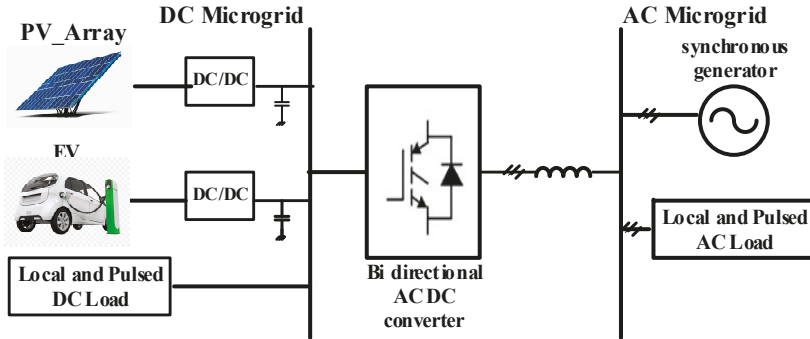 DC Microgrid
AC Microgrid
PV_Array
DC/DC
synchronous
generator
EV
DC/DC
Local and Pulsed
DC Load
Bi directional
AC DC
converter
Local and Pulsed
AC Load